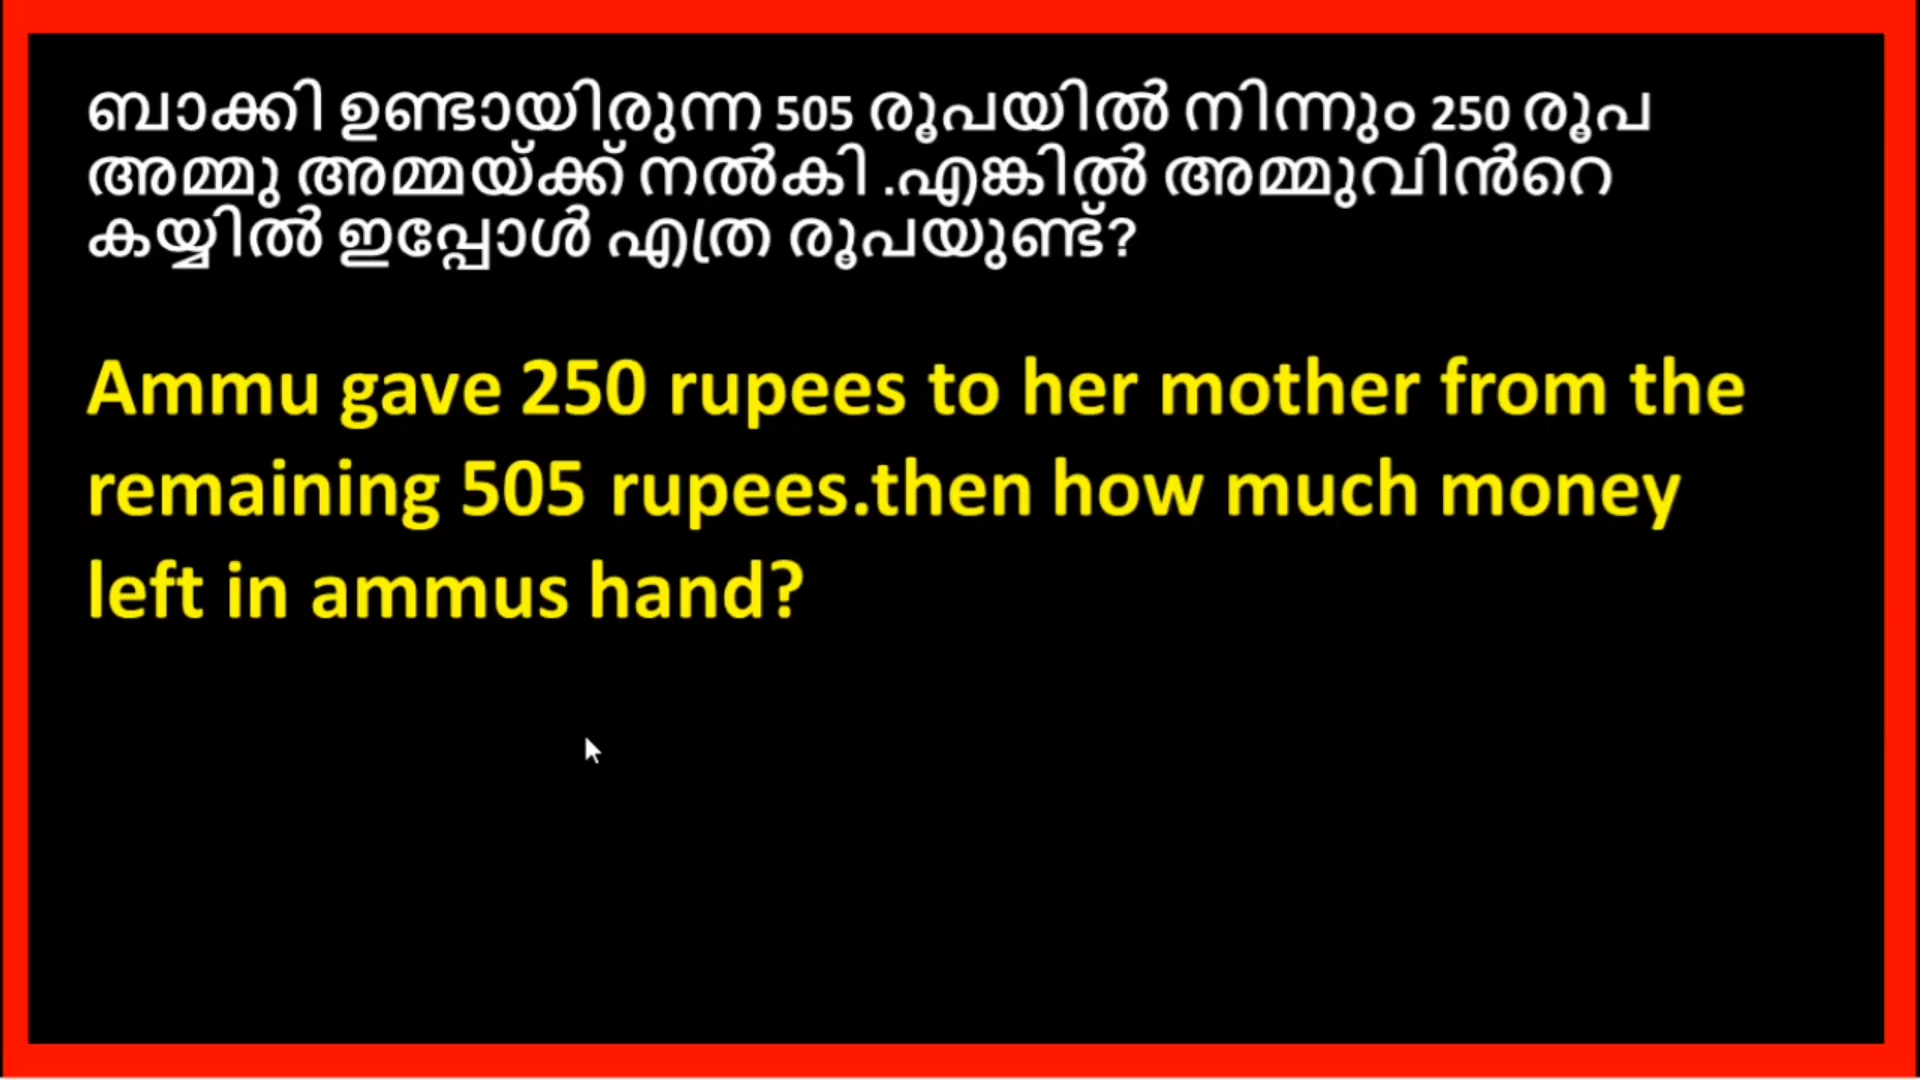 ബാക്കി ഉണ്ടായിരുന്ന 505 രൂപയിൽ നിന്നും 250 രൂപ
അമ്മു അമ്മയ്ക്ക് നൽകി .എങ്കിൽ അമ്മുവിൻറെ
കയ്യിൽ ഇപ്പോൾ എത്ര രൂപയുണ്ട്?
Ammu gave 250 rupees to her mother from the
remaining 505 rupees.then how much money
left in ammus hand?